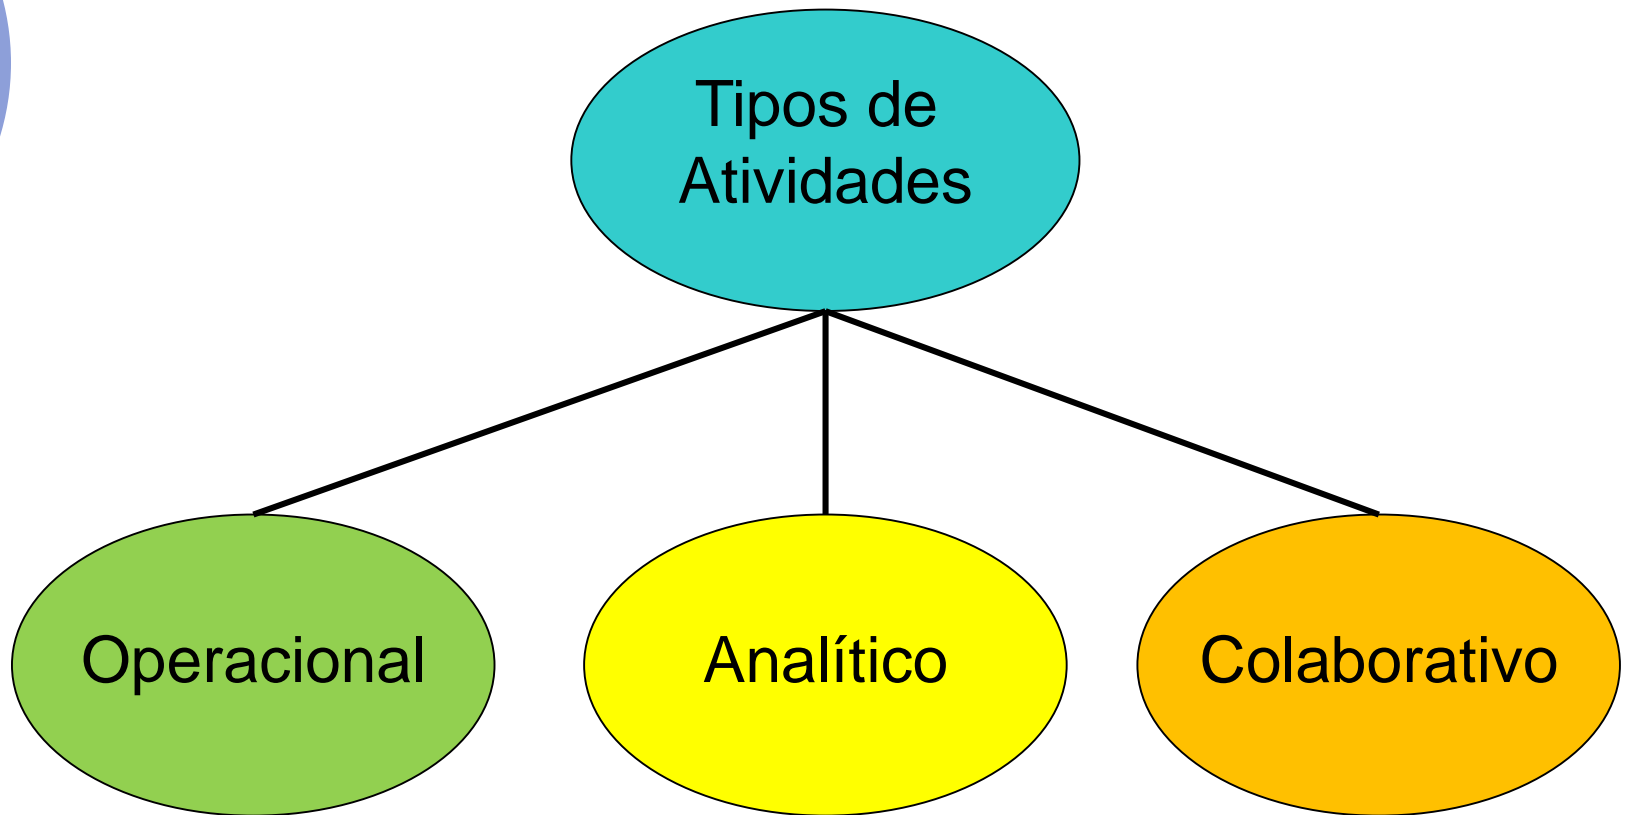 Tipos de
Atividades
Operacional
Analítico
Colaborativo